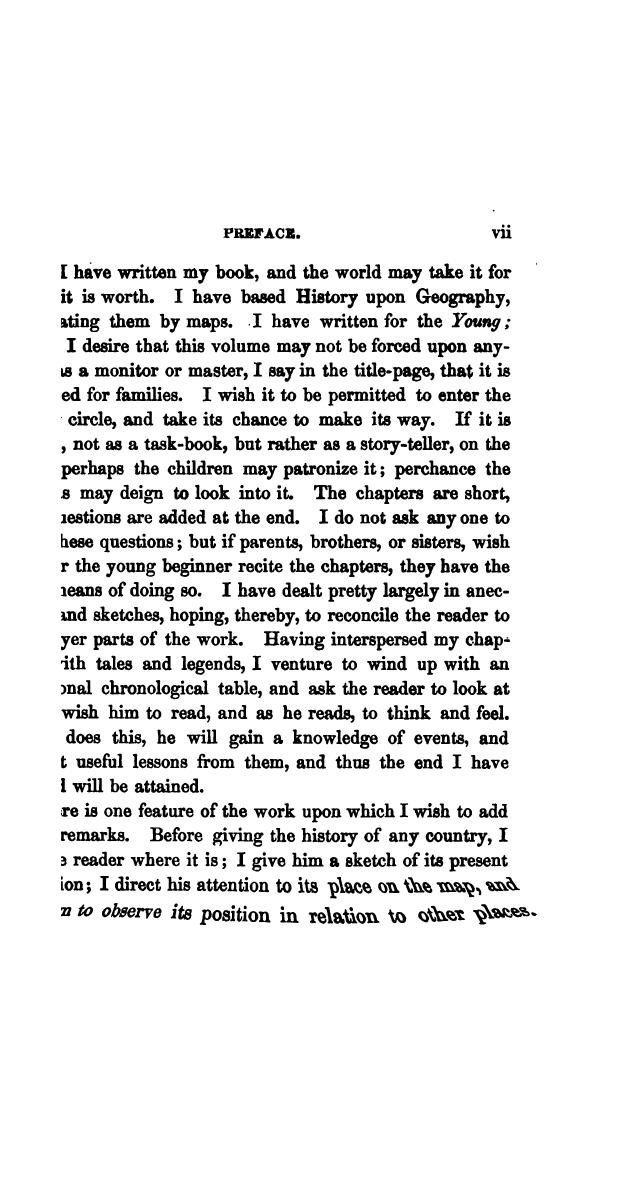 PREFACE. vii
I have written my book, and the world may take it for
it is worth. I have based History upon Geography,
ating them by maps. I have written for the Young;
I desire that this volume may not be forced upon any-
as a monitor or master, I say in the title-page, that it is
ed for families. I wish it to be permitted to enter the
circle, and take its chance to make its way. If it is
, not as a task-book, but rather as a story-teller, on the
perhaps the children may patronize it; perchance the
s may deign to look into it. The chapters are short,
uestions are added at the end. I do not ask any one to
hese questions; but if parents, brothers, or sisters, wish
r the young beginner recite the chapters, they have the
neans of doing so. I have dealt pretty largely in anec-
and sketches, hoping, thereby, to reconcile the reader to
yer parts of the work. Having interspersed my chap-
ith tales and legends, I venture to wind up with an
onal chronological table, and ask the reader to look at
wish him to read, and as he reads, to think and feel.
does this, he will gain a knowledge of events, and
t useful lessons from them, and thus the end I have
l will be attained.
re is one feature of the work upon which I wish to add
remarks. Before giving the history of any country, I
e reader where it is; I give him a sketch of its present
ion; I direct his attention to its place on the map, and
n to observe its position in relation to other places.